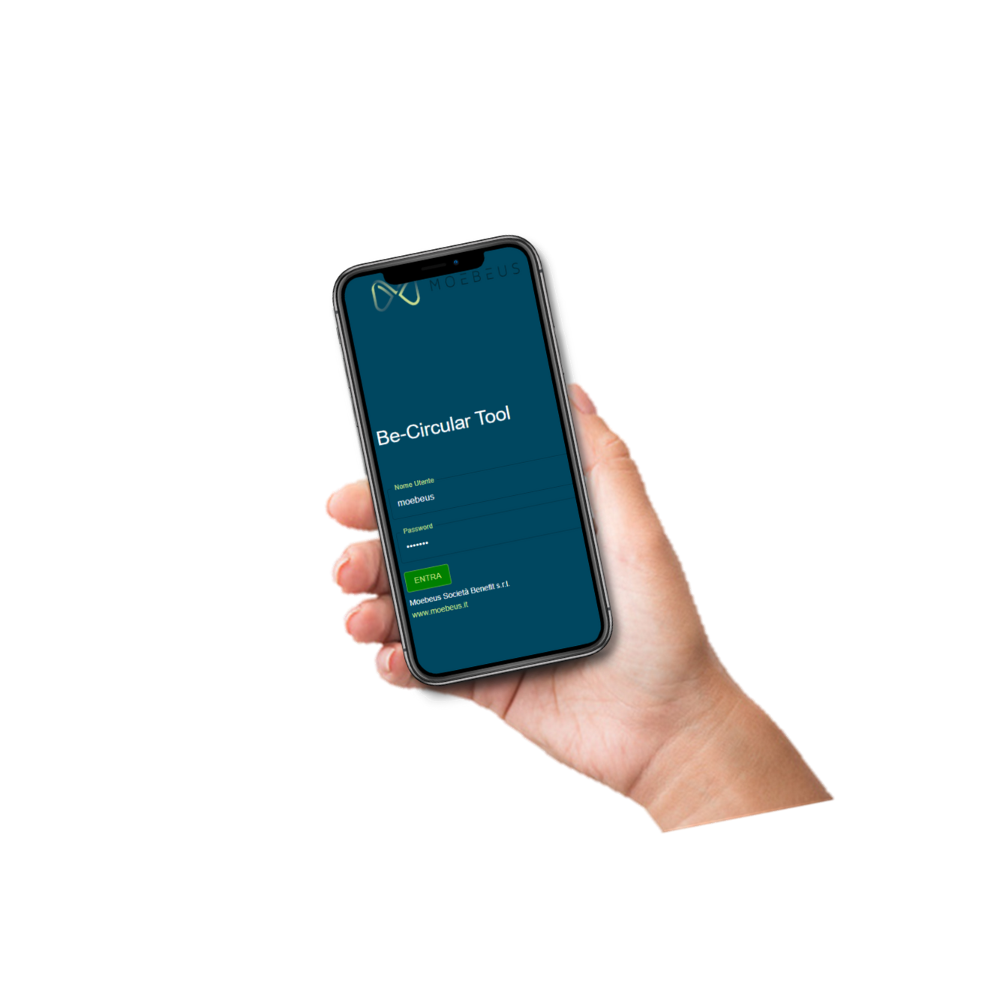 MOEBEUS
Be-Circular Tool
Nome Utente
moebeus
Password
•••••••
ENTRA
Moebeus Società Benefit s.r.l.
www.moebeus.it